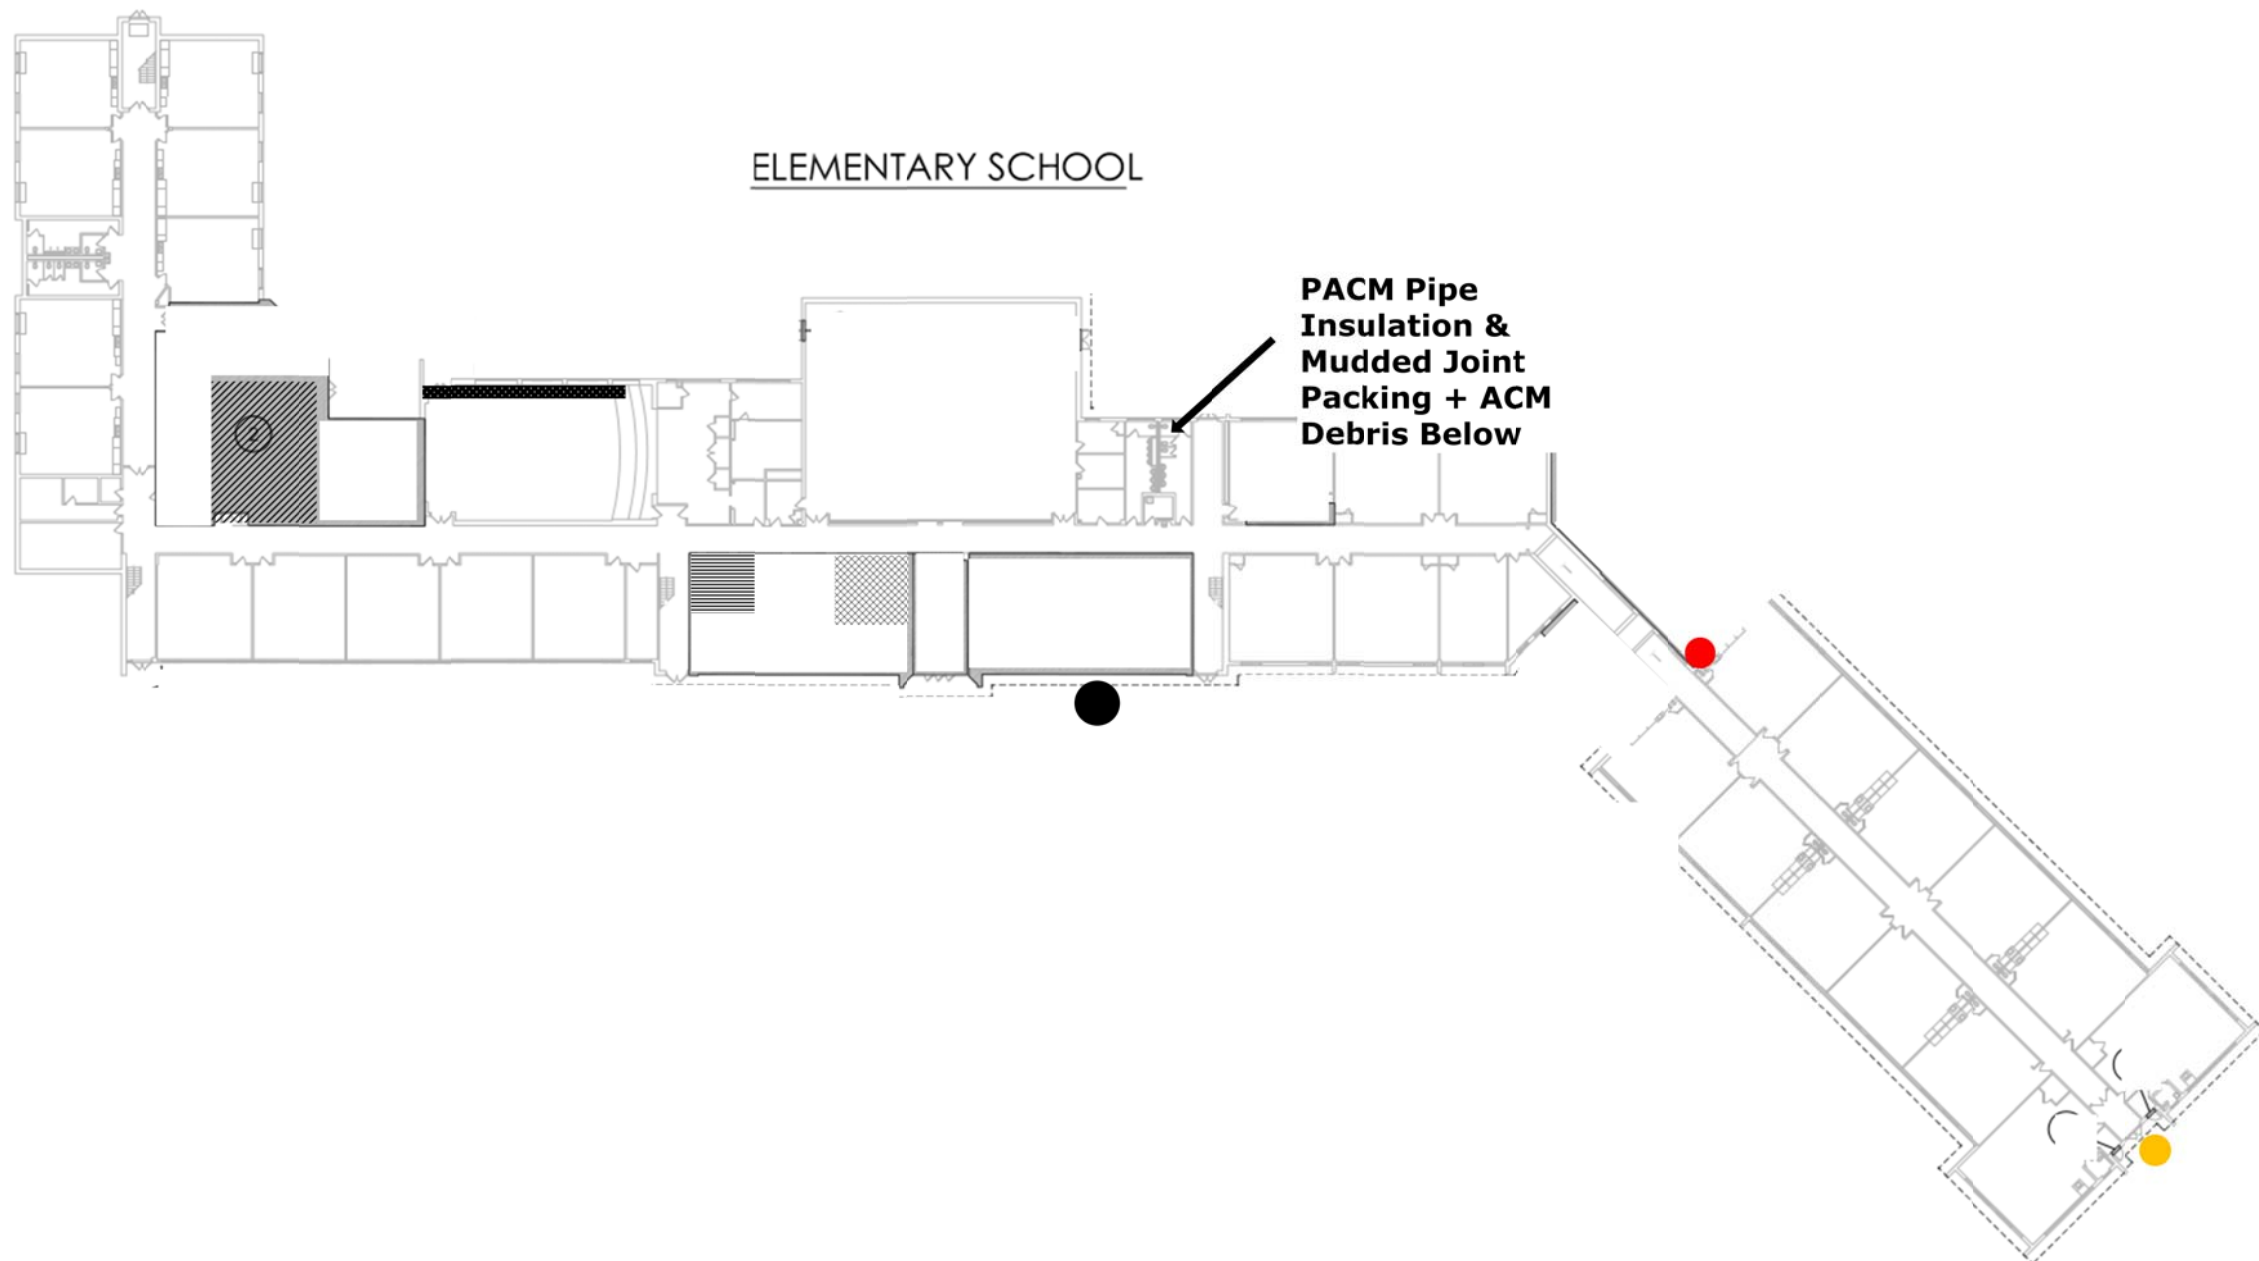 ELEMENTARY SCHOOL
PACM Pipe
Insulation &
Mudded Joint
Packing + ACM
Debris Below
2